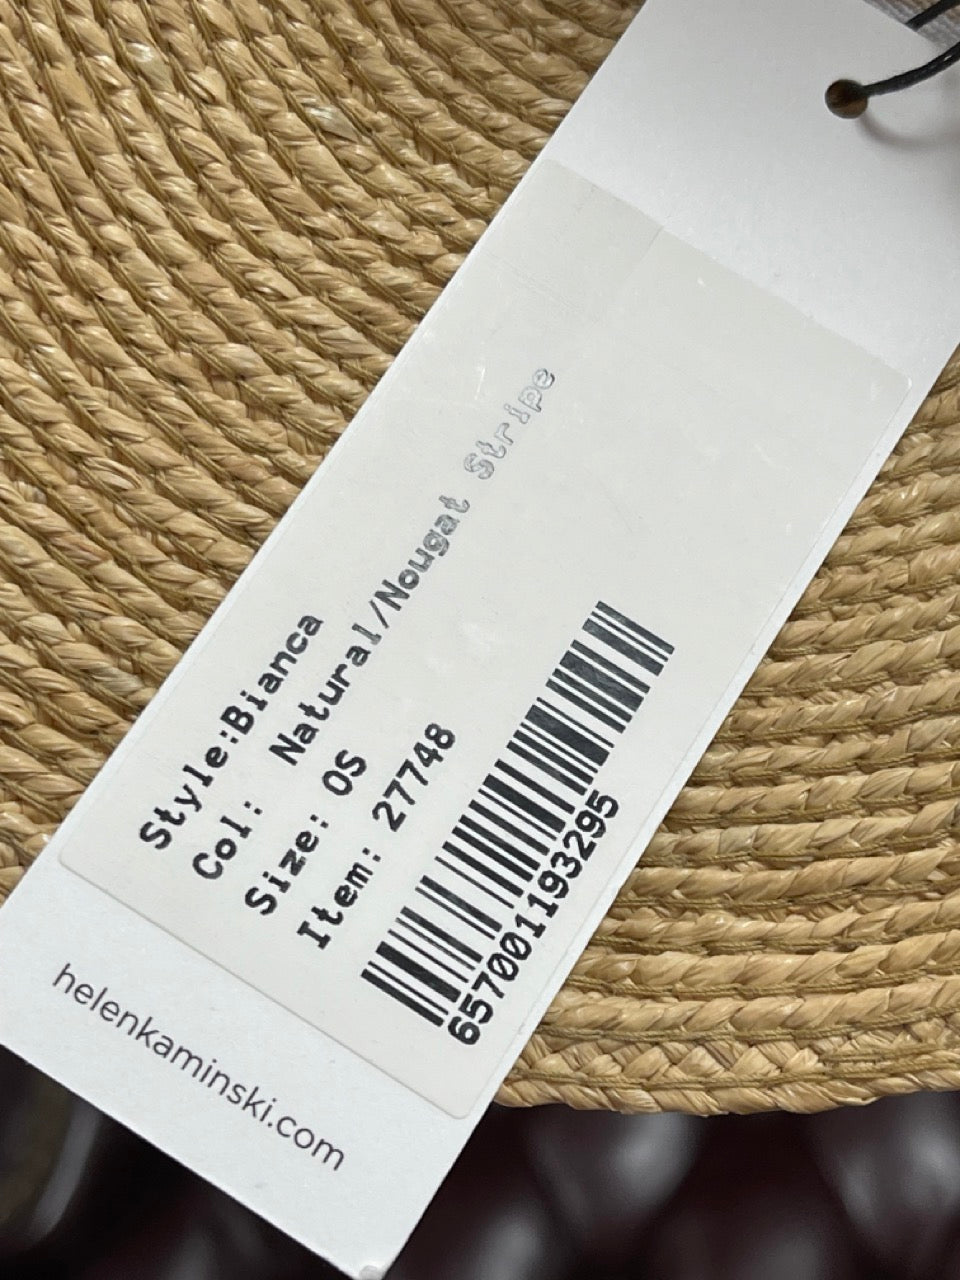 Style:Bianca
Col: Natural/Nougat Stripe
Size: OS
Item: 27748
657001193295
helenkaminski.com